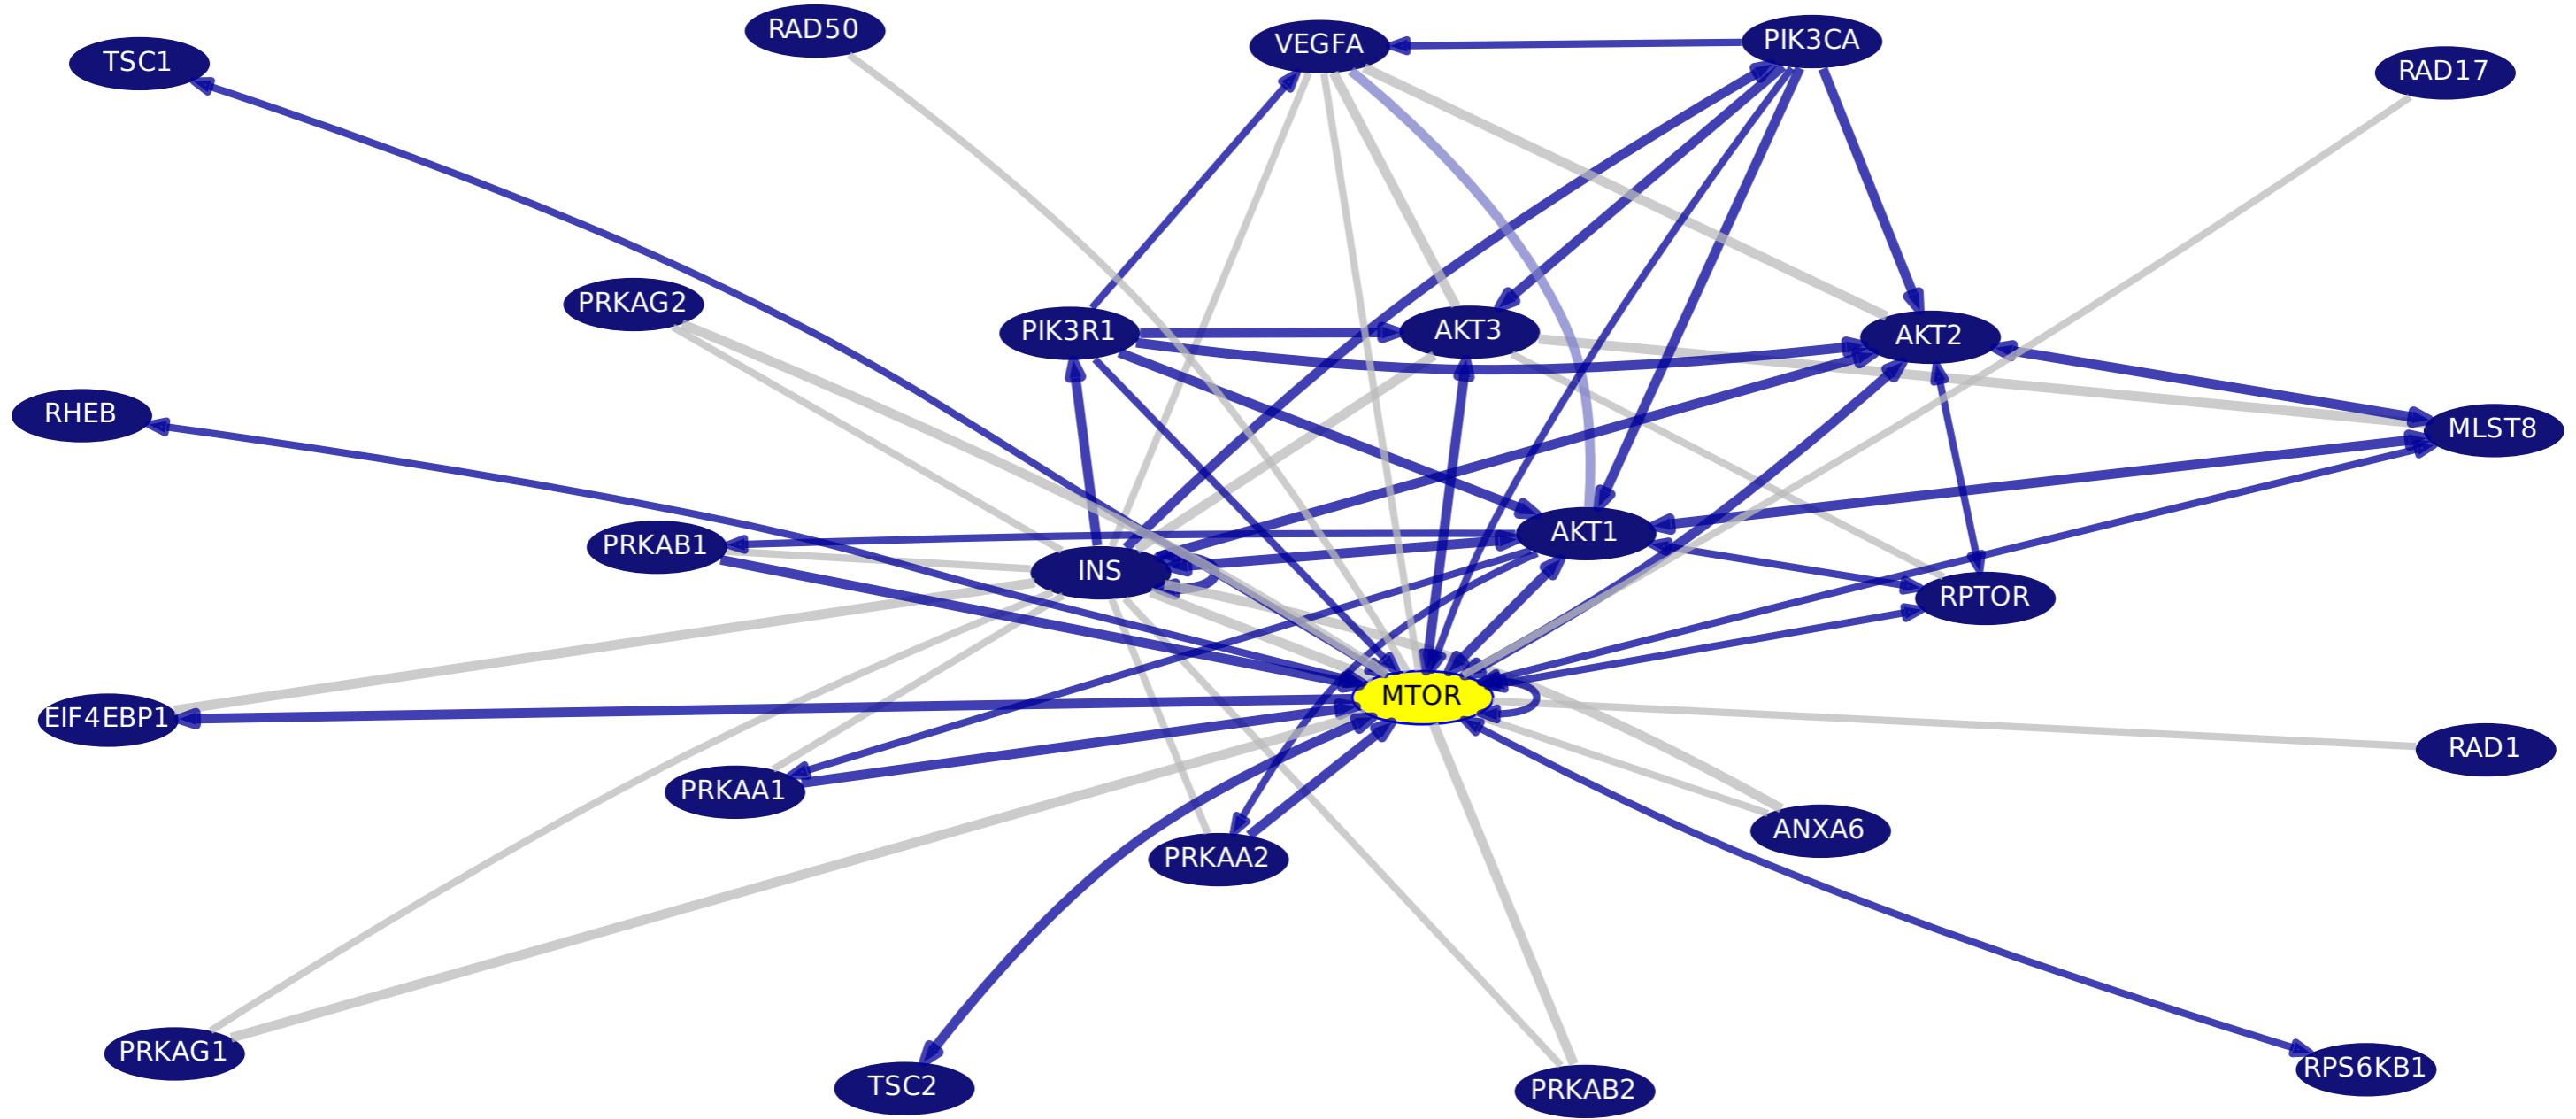 RAD50
PIK3CA
VEGFA
TSC1
RAD17
PRKAG2
PIK3R1
AKT3
AKT2
RHEB
MLST8
AKT1
PRKAB1
INS
RPTOR
MTOR
EIF4EBP1
RAD1
PRKAA1
ANXA6
PRKAA2
PRKAG1
RPS6KB1
TSC2
PRKAB2